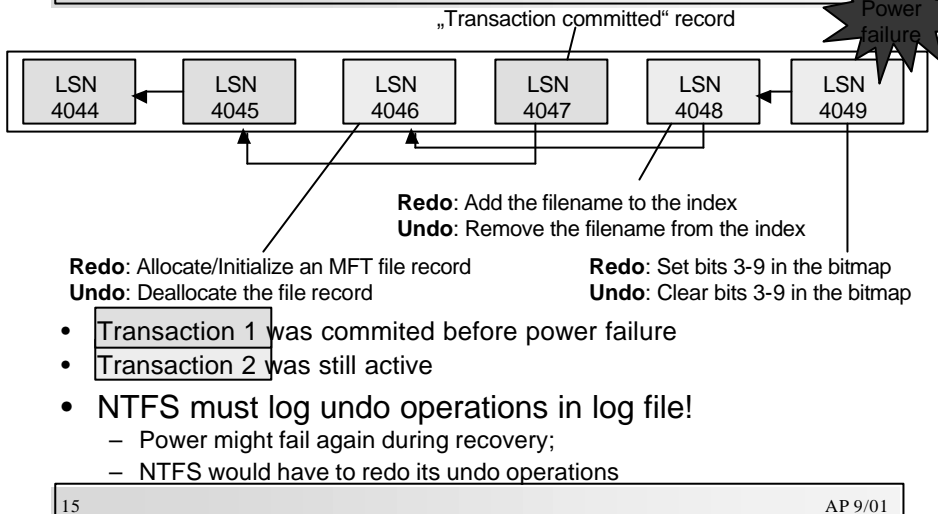 „Transaction committed“ record
Power
failure
LSN
4044
LSN
4045
LSN
4046
LSN
4047
LSN
4048
LSN
4049
Redo: Add the filename to the index
Undo: Remove the filename from the index
Redo: Allocate/Initialize an MFT file record
Undo: Deallocate the file record
Redo: Set bits 3-9 in the bitmap
Undo: Clear bits 3-9 in the bitmap
• Transaction 1 was commited before power failure
• Transaction 2 was still active
• NTFS must log undo operations in log file!
– Power might fail again during recovery;
– NTFS would have to redo its undo operations
15
AP 9/01